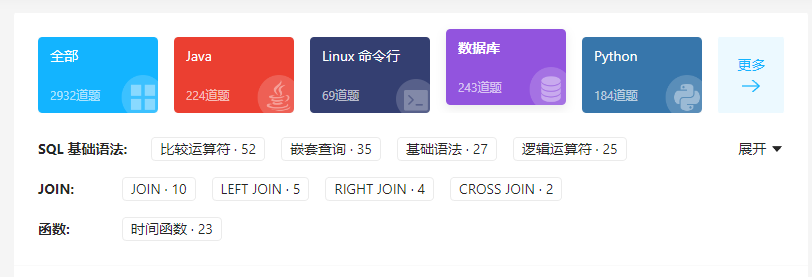 全部
2932道题
Java
224道题
Linux 命令行
69道题
数据库
243道题
Python
184道题
更多
SQL 基础语法: 比较运算符 · 52 嵌套查询 · 35 基础语法 · 27 逻辑运算符 · 25 展开
JOIN: JOIN · 10 LEFT JOIN · 5 RIGHT JOIN · 4 CROSS JOIN · 2
函数: 时间函数 · 23